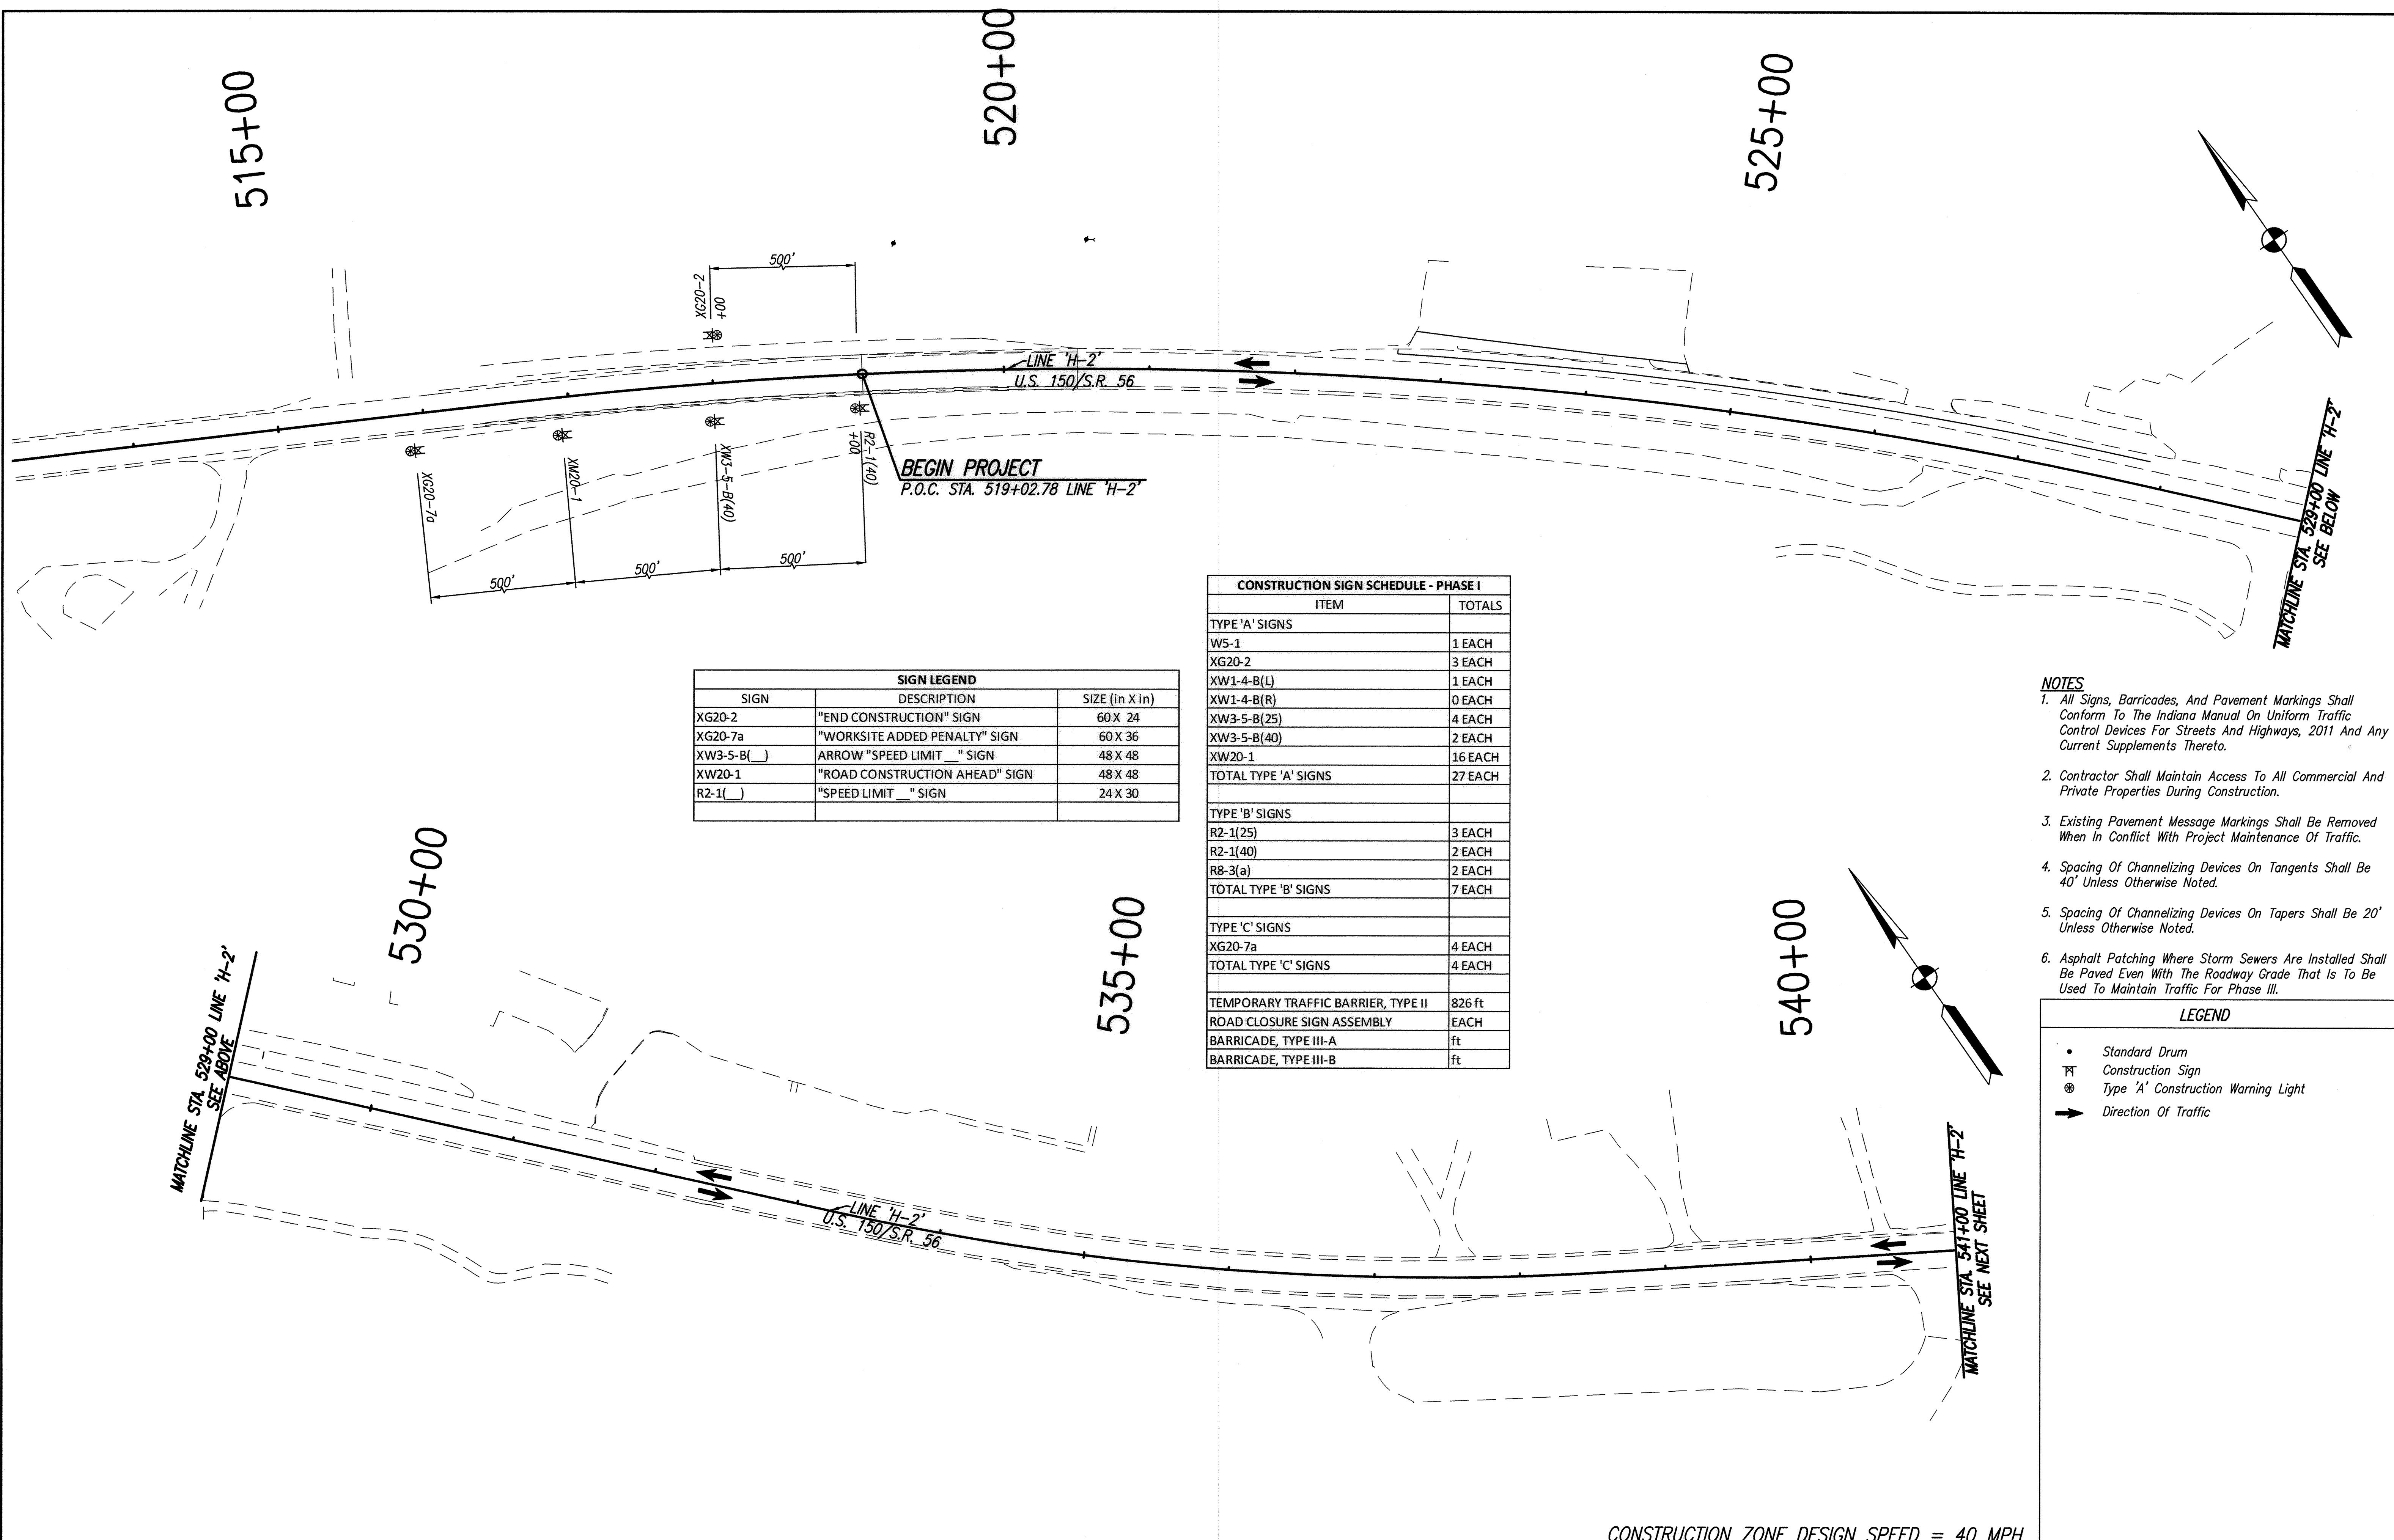 515+00
520+00
525+00
500'
XG20-2
+00
LINE 'H-2'
U.S. 150/S.R. 56
XG20-7a
XM20-1
XW3-5-B(40)
R2-1(40)
+00
BEGIN PROJECT
P.O.C. STA. 519+02.78 LINE 'H-2'
500'
500'
500'
MATCHLINE STA. 529+00 LINE 'H-2'
SEE BELOW
SIGN LEGEND
SIGN DESCRIPTION SIZE (in X in)
XG20-2 "END CONSTRUCTION" SIGN 60 X 24
XG20-7a "WORKSITE ADDED PENALTY" SIGN 60 X 36
XW3-5-B(__) ARROW "SPEED LIMIT __" SIGN 48 X 48
XW20-1 "ROAD CONSTRUCTION AHEAD" SIGN 48 X 48
R2-1(__) "SPEED LIMIT __" SIGN 24 X 30
CONSTRUCTION SIGN SCHEDULE - PHASE I
ITEM TOTALS
TYPE 'A' SIGNS
W5-1 1 EACH
XG20-2 3 EACH
XW1-4-B(L) 1 EACH
XW1-4-B(R) 0 EACH
XW3-5-B(25) 4 EACH
XW3-5-B(40) 2 EACH
XW20-1 16 EACH
TOTAL TYPE 'A' SIGNS 27 EACH
TYPE 'B' SIGNS
R2-1(25) 3 EACH
R2-1(40) 2 EACH
R8-3(a) 2 EACH
TOTAL TYPE 'B' SIGNS 7 EACH
TYPE 'C' SIGNS
XG20-7a 4 EACH
TOTAL TYPE 'C' SIGNS 4 EACH
TEMPORARY TRAFFIC BARRIER, TYPE II 826 ft
ROAD CLOSURE SIGN ASSEMBLY EACH
BARRICADE, TYPE III-A ft
BARRICADE, TYPE III-B ft
NOTES
1. All Signs, Barricades, And Pavement Markings Shall
Conform To The Indiana Manual On Uniform Traffic
Control Devices For Streets And Highways, 2011 And Any
Current Supplements Thereto.
2. Contractor Shall Maintain Access To All Commercial And
Private Properties During Construction.
3. Existing Pavement Message Markings Shall Be Removed
When In Conflict With Project Maintenance Of Traffic.
4. Spacing Of Channelizing Devices On Tangents Shall Be
40' Unless Otherwise Noted.
5. Spacing Of Channelizing Devices On Tapers Shall Be 20'
Unless Otherwise Noted.
6. Asphalt Patching Where Storm Sewers Are Installed Shall
Be Paved Even With The Roadway Grade That Is To Be
Used To Maintain Traffic For Phase III.
LEGEND
Standard Drum
Construction Sign
Type 'A' Construction Warning Light
Direction Of Traffic
530+00
535+00
540+00
MATCHLINE STA. 529+00 LINE 'H-2'
SEE ABOVE
LINE 'H-2'
U.S. 150/S.R. 56
MATCHLINE STA. 541+00 LINE 'H-2'
SEE NEXT SHEET
CONSTRUCTION ZONE DESIGN SPEED = 40 MPH